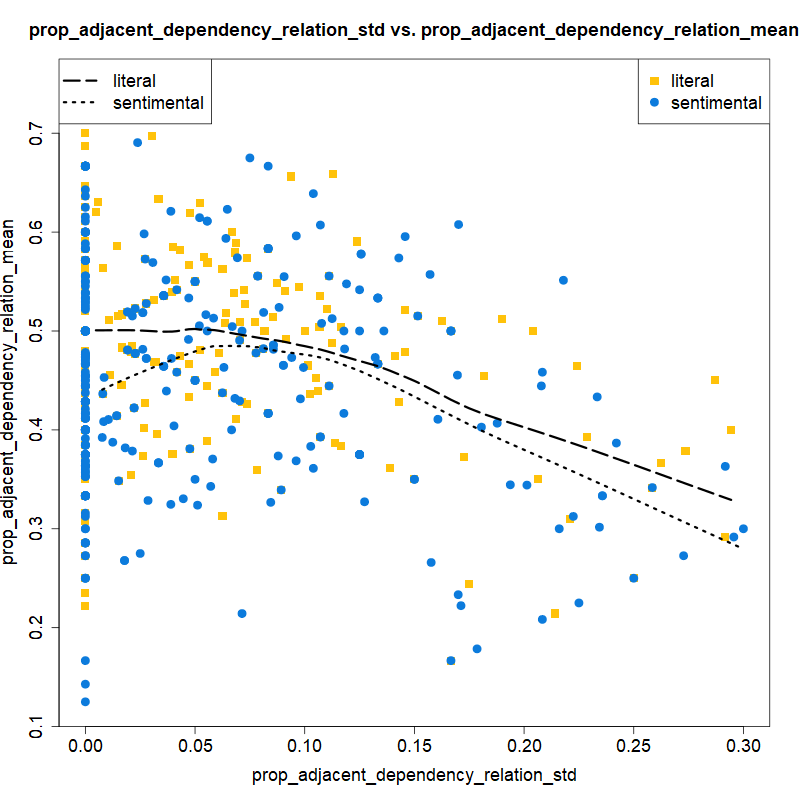 prop_adjacent_dependency_relation_std vs. prop_adjacent_dependency_relation_mean
literal
sentimental
literal
sentimental
prop_adjacent_dependency_relation_mean
0.7
0.6
0.5
0.4
0.3
0.2
0.1
0.00 0.05 0.10 0.15 0.20 0.25 0.30
prop_adjacent_dependency_relation_std